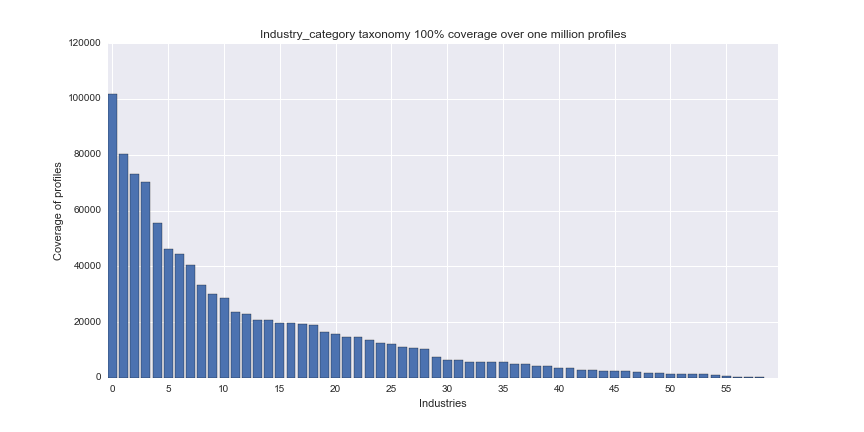 Industry_category taxonomy 100% coverage over one million profiles
120000
100000
80000
60000
40000
20000
0
Coverage of profiles
0 5 10 15 20 25 30 35 40 45 50 55
Industries